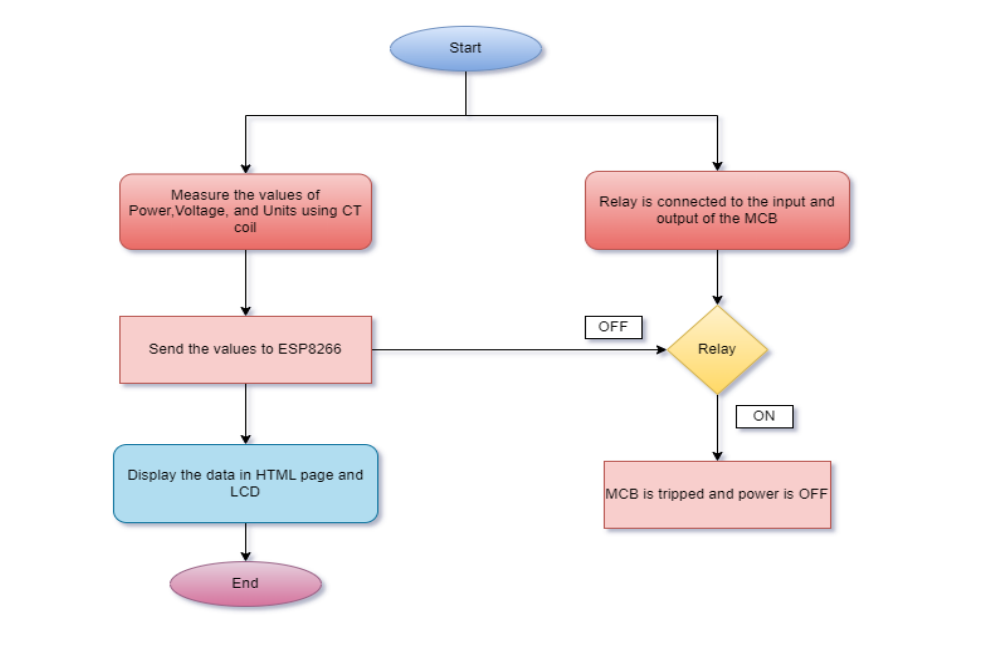 Start
Measure the values of
Power,Voltage, and Units using CT
coil
Relay is connected to the input and
output of the MCB
Send the values to ESP8266
OFF
Relay
ON
Display the data in HTML page and
LCD
MCB is tripped and power is OFF
End